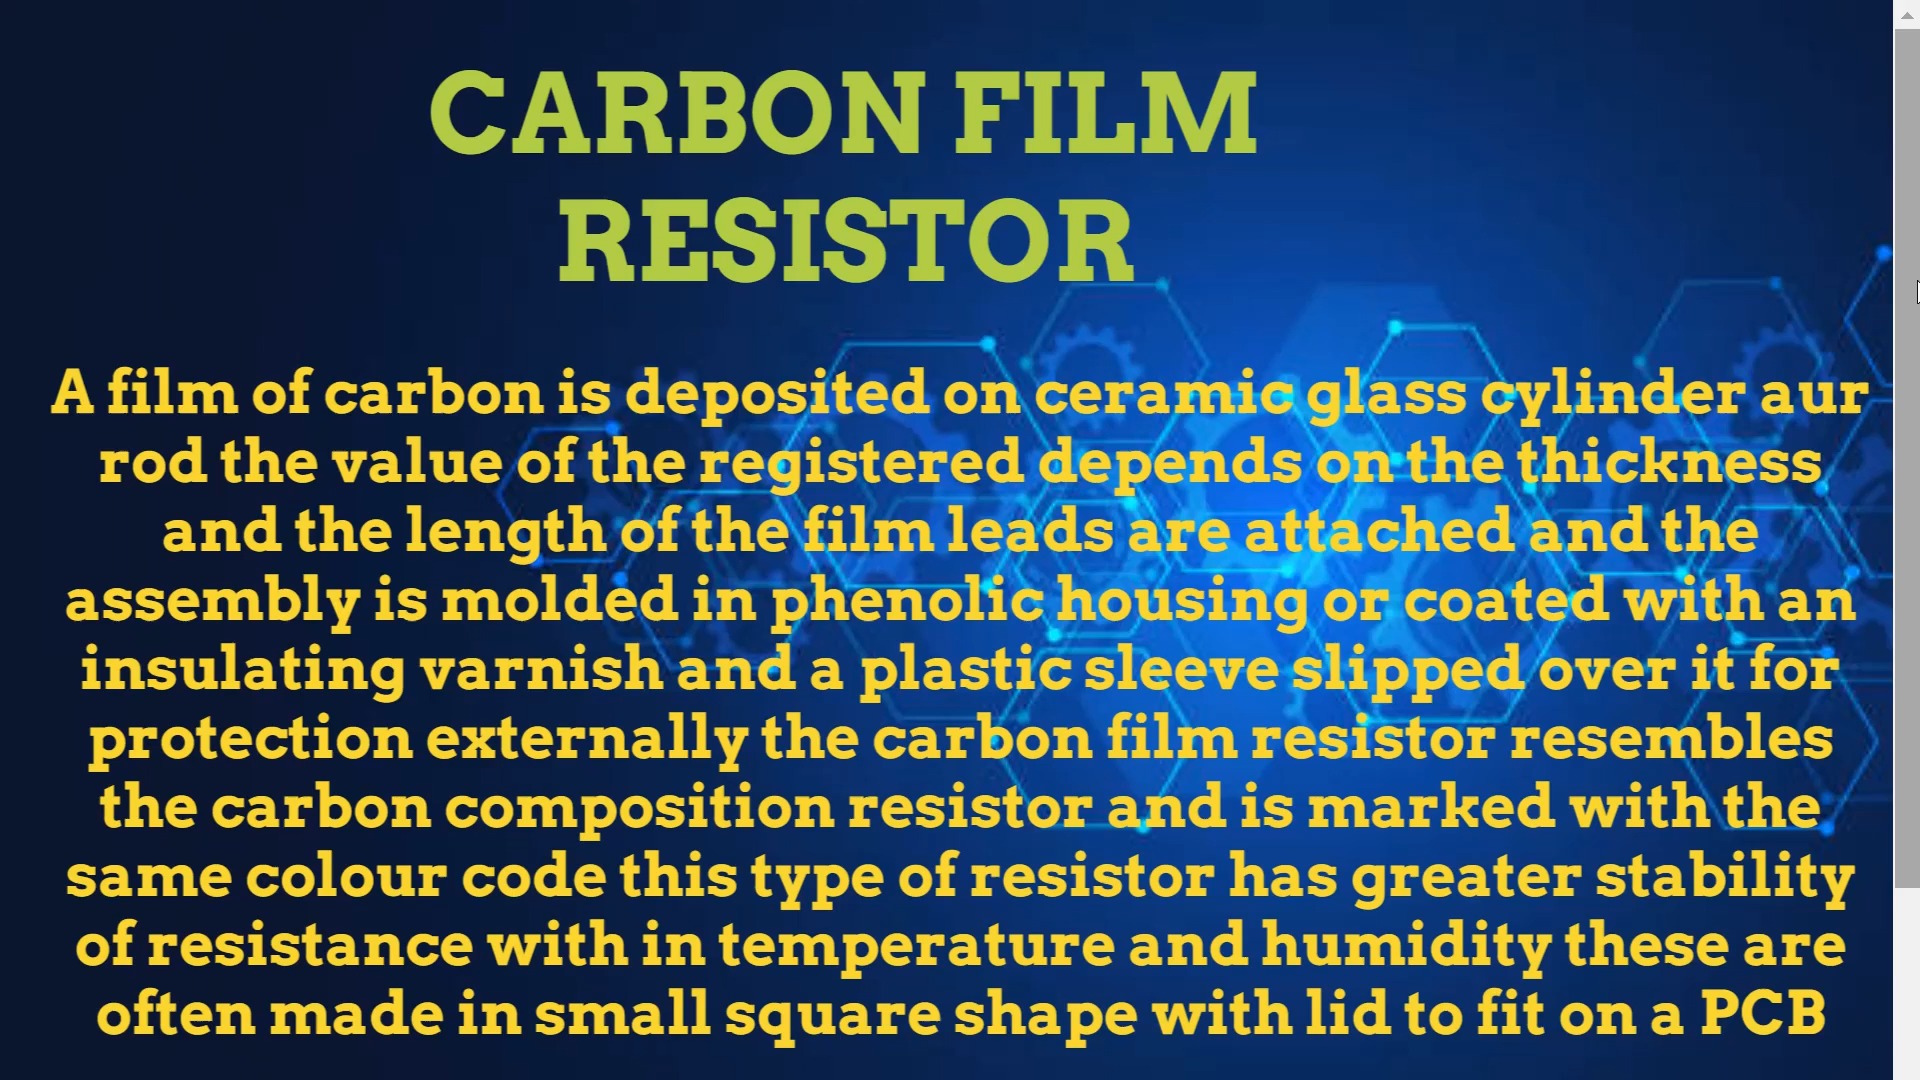 CARBON FILM
RESISTOR
A film of carbon is deposited on ceramic glass cylinder aur
rod the value of the registered depends on the thickness
and the length of the film leads are attached and the
assembly is molded in phenolic housing or coated with an
insulating varnish and a plastic sleeve slipped over it for
protection externally the carbon film resistor resembles
the carbon composition resistor and is marked with the
same colour code this type of resistor has greater stability
of resistance with in temperature and humidity these are
often made in small square shape with lid to fit on a PCB